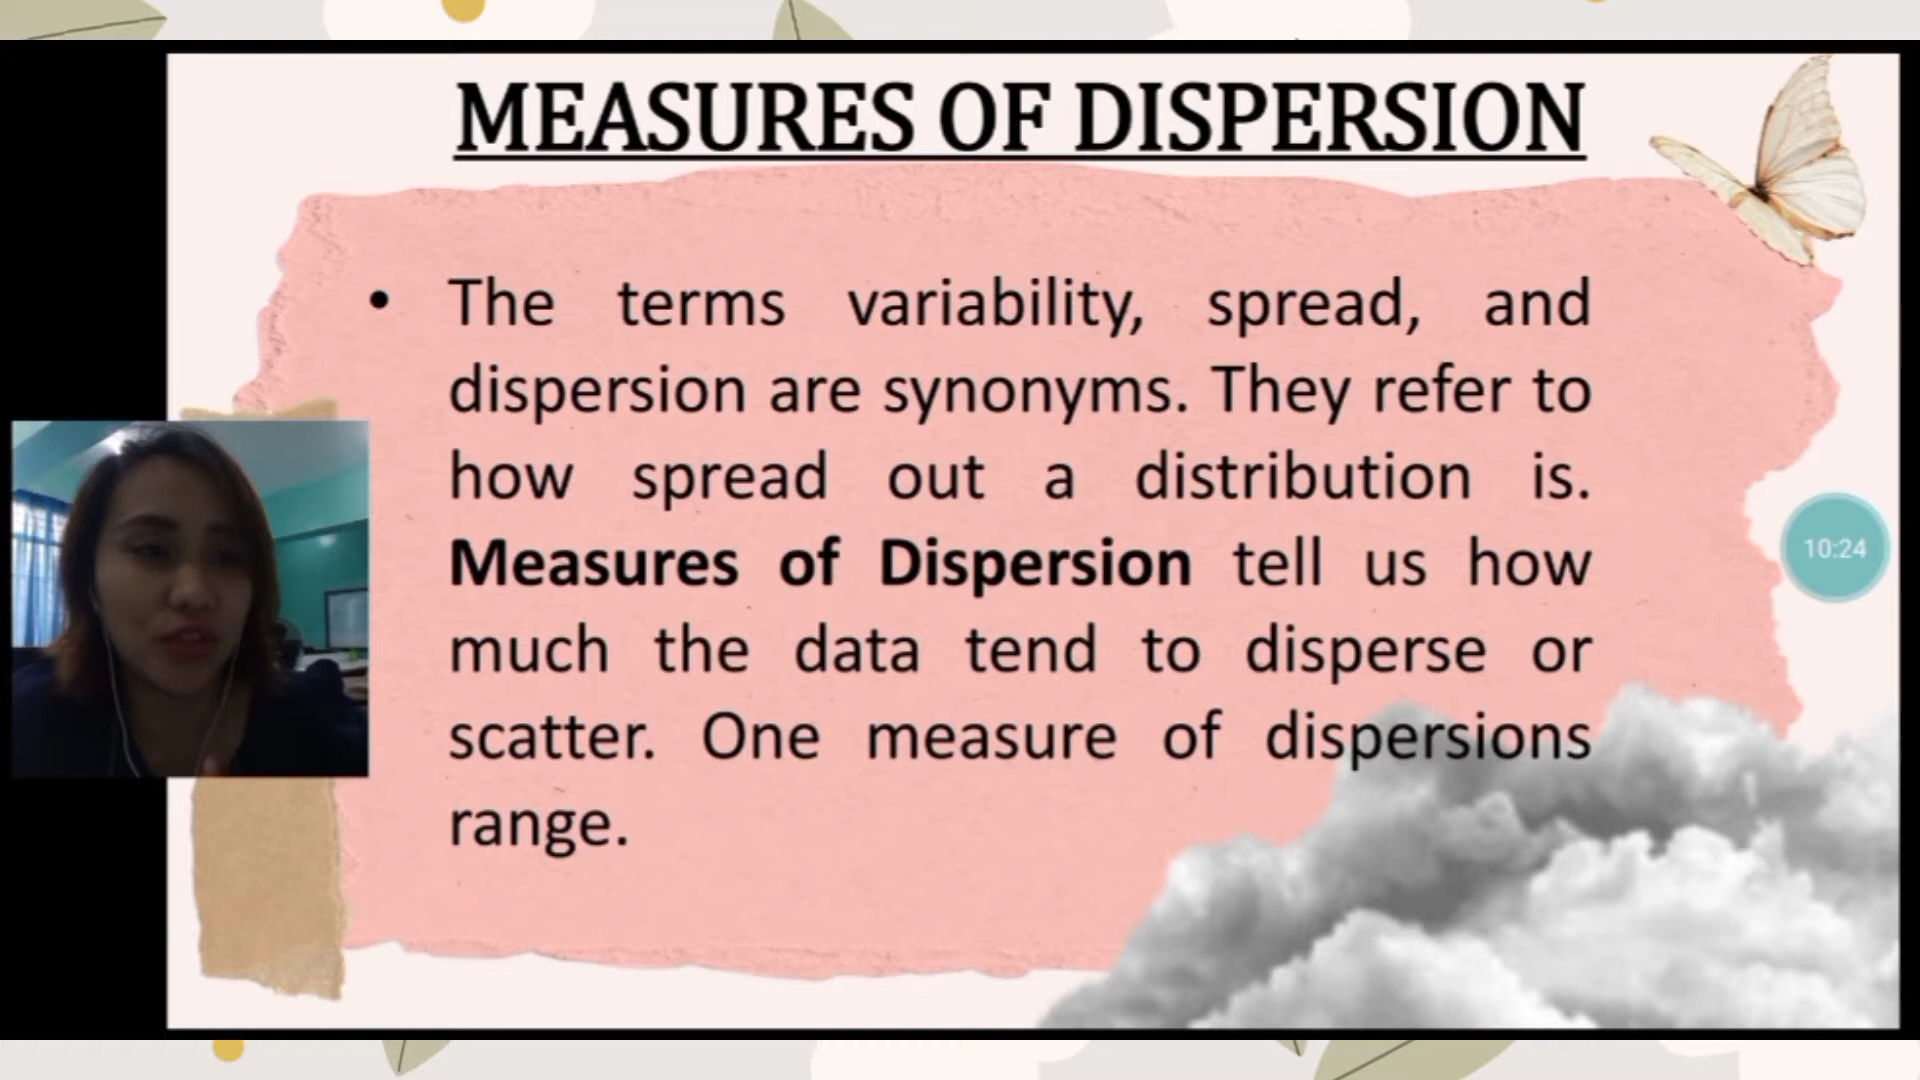 MEASURES OF DISPERSION
• The terms variability, spread, and
dispersion are synonyms. They refer to
how spread out a distribution is.
Measures of Dispersion tell us how
much the data tend to disperse or
scatter. One measure of dispersions
range.
10:24